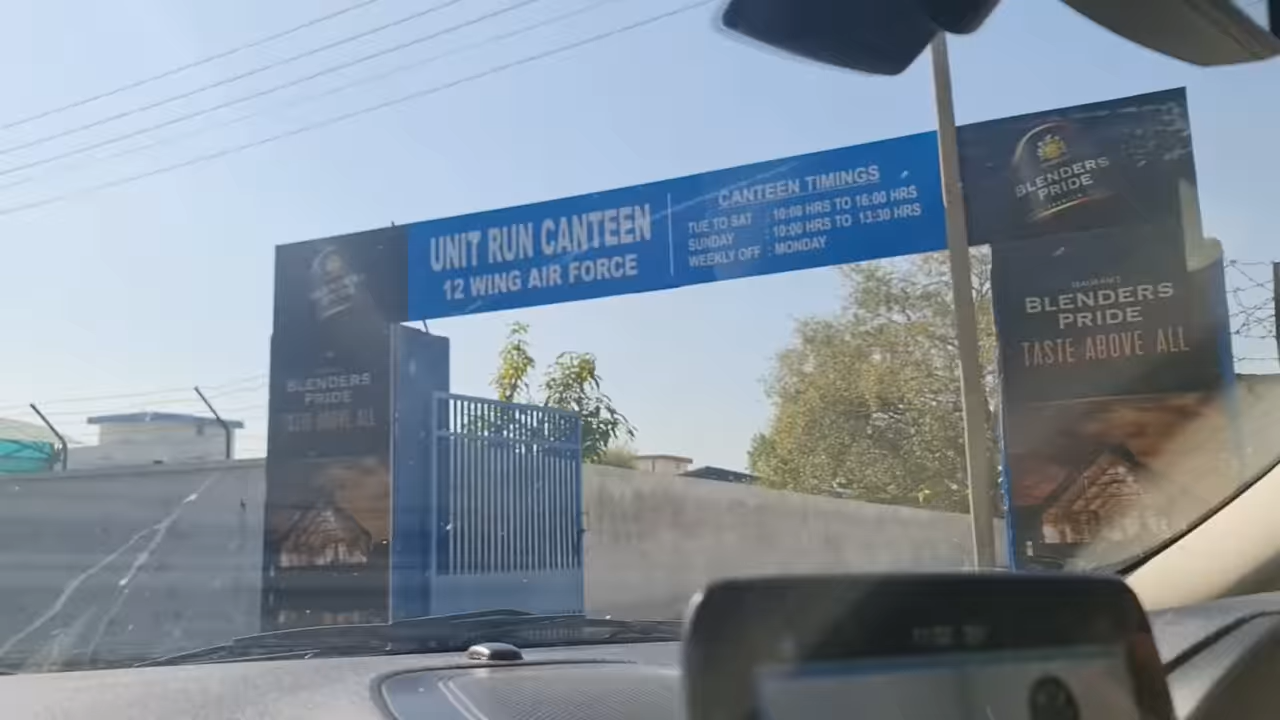 UNIT RUN CANTEEN
12 WING AIR FORCE
CANTEEN TIMINGS
TUE TO SAT : 10:00 HRS TO 16:00 HRS
SUNDAY : 10:00 HRS TO 13:30 HRS
WEEKLY OFF : MONDAY
BLENDERS
PRIDE
BLENDERS
PRIDE
TASTE ABOVE ALL
BLENDERS
PRIDE
TASTE ABOVE ALL